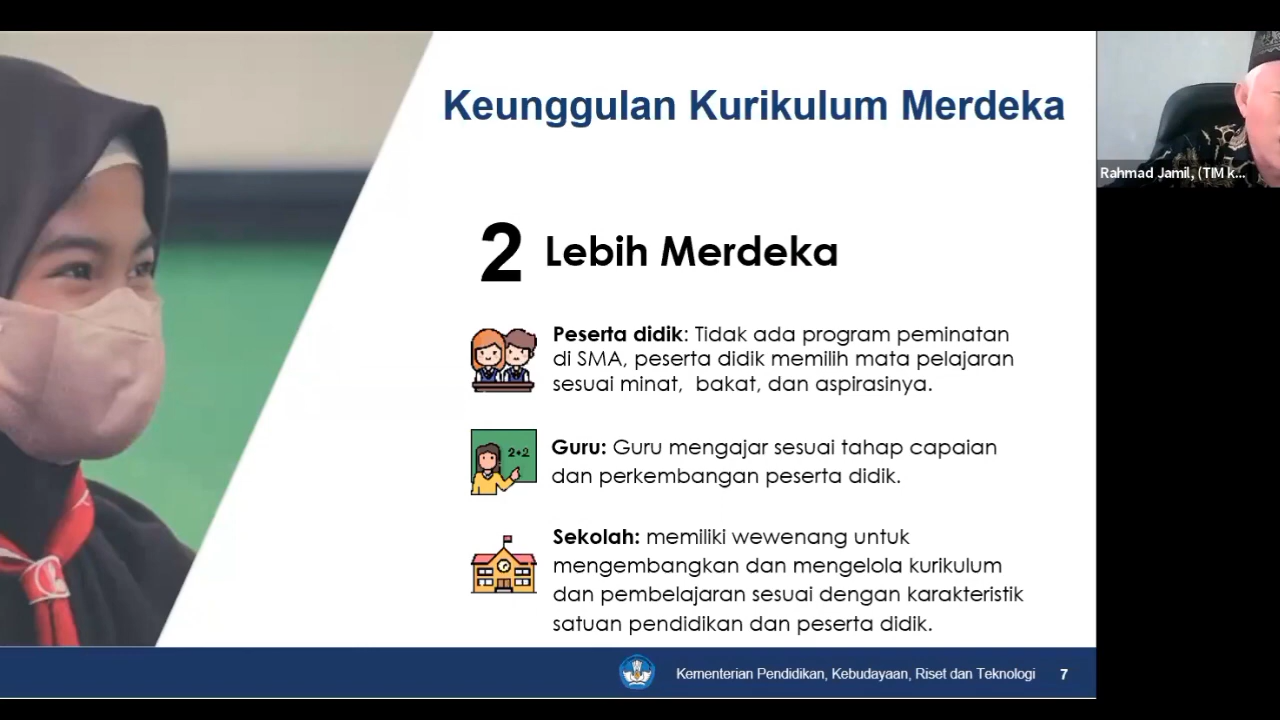 Keunggulan Kurikulum Merdeka
Rahmad Jamil, (TIM k...
2 Lebih Merdeka
Peserta didik: Tidak ada program peminatan
di SMA, peserta didik memilih mata pelajaran
sesuai minat, bakat, dan aspirasinya.
2+2
Guru: Guru mengajar sesuai tahap capaian
dan perkembangan peserta didik.
Sekolah: memiliki wewenang untuk
mengembangkan dan mengelola kurikulum
dan pembelajaran sesuai dengan karakteristik
satuan pendidikan dan peserta didik.
Kementerian Pendidikan, Kebudayaan, Riset dan Teknologi 7